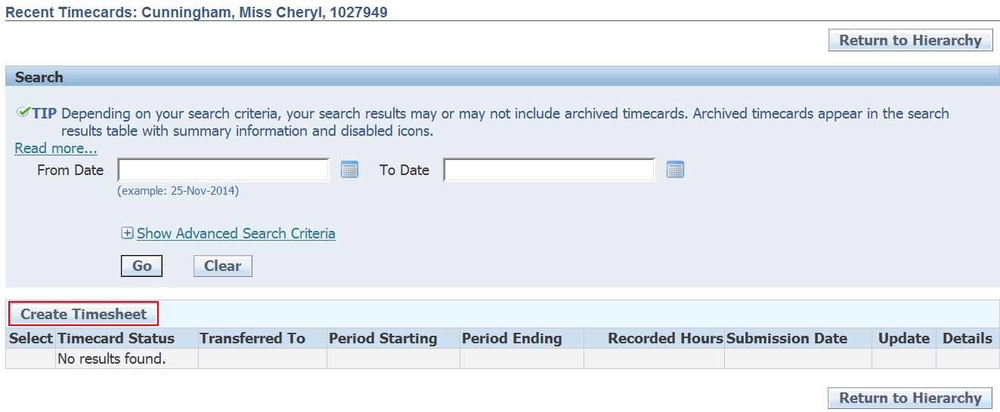 Recent Timecards: Cunningham, Miss Cheryl, 1027949
Return to Hierarchy
Search
TIP Depending on your search criteria, your search results may or may not include archived timecards. Archived timecards appear in the search
results table with summary information and disabled icons.
Read more...
From Date To Date
(example: 25-Nov-2014)
Show Advanced Search Criteria
Go Clear
Create Timesheet
Select Timecard Status Transferred To Period Starting Period Ending Recorded Hours Submission Date Update Details
No results found.
Return to Hierarchy